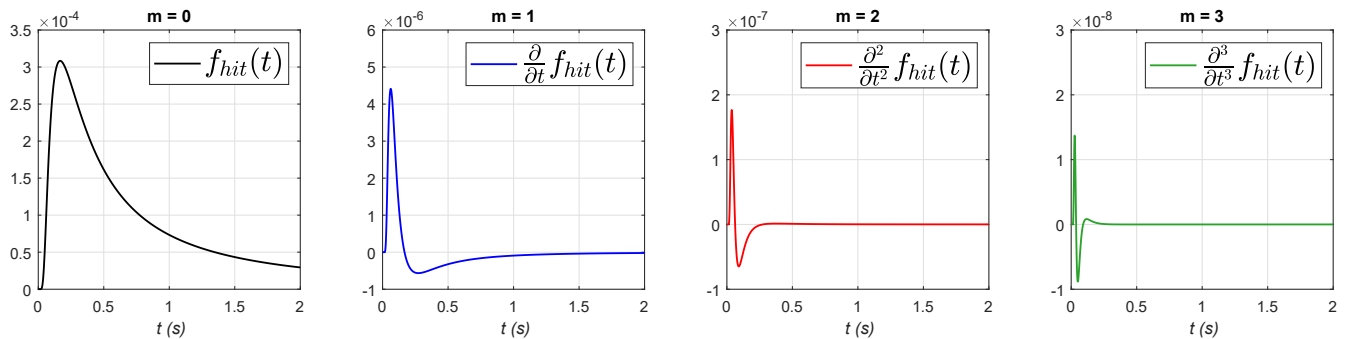 m = 0
×10⁻⁴
3.5
3
2.5
2
1.5
1
0.5
0
f_hit(t)
0 0.5 1 1.5 2
t (s)
m = 1
×10⁻⁶
6
5
4
3
2
1
0
-1
∂/∂t f_hit(t)
0 0.5 1 1.5 2
t (s)
m = 2
×10⁻⁷
3
2
1
0
-1
∂²/∂t² f_hit(t)
0 0.5 1 1.5 2
t (s)
m = 3
×10⁻⁸
3
2
1
0
-1
∂³/∂t³ f_hit(t)
0 0.5 1 1.5 2
t (s)